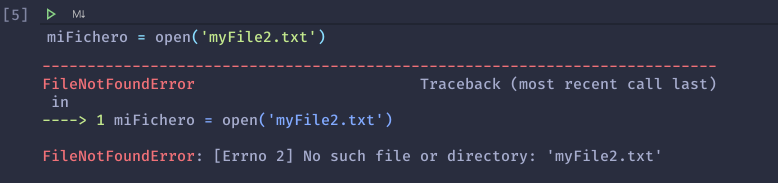 [5] ▷ M↓
miFichero = open('myFile2.txt')
---------------------------------------------------------------------------
FileNotFoundError                         Traceback (most recent call last)
 in
----> 1 miFichero = open('myFile2.txt')
FileNotFoundError: [Errno 2] No such file or directory: 'myFile2.txt'